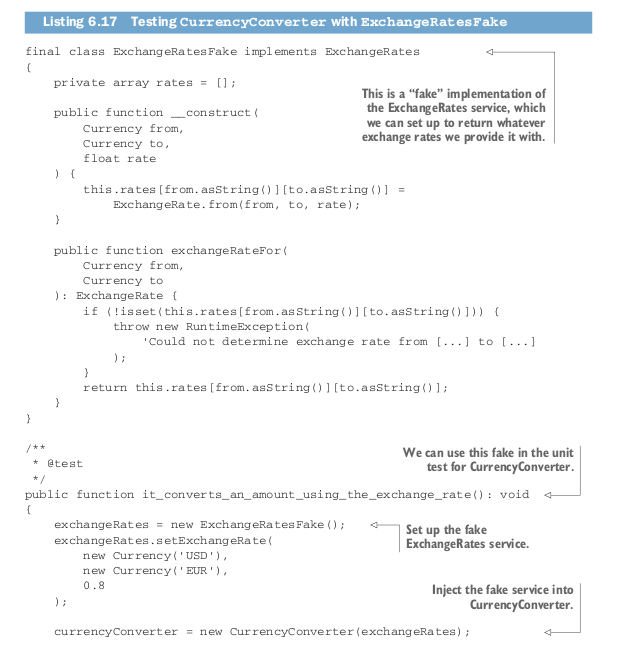 Listing 6.17 Testing CurrencyConverter with ExchangeRatesFake
final class ExchangeRatesFake implements ExchangeRates
{
    private array rates = [];
This is a “fake” implementation of
the ExchangeRates service, which
we can set up to return whatever
exchange rates we provide it with.
    public function __construct(
        Currency from,
        Currency to,
        float rate
    ) {
        this.rates[from.asString()][to.asString()] =
            ExchangeRate.from(from, to, rate);
    }
    public function exchangeRateFor(
        Currency from,
        Currency to
    ): ExchangeRate {
        if (!isset(this.rates[from.asString()][to.asString()])) {
            throw new RuntimeException(
                'Could not determine exchange rate from [...] to [...]
            );
        }
        return this.rates[from.asString()][to.asString()];
    }
}
/**
 * @test
 */
We can use this fake in the unit
test for CurrencyConverter.
public function it_converts_an_amount_using_the_exchange_rate(): void
{
    exchangeRates = new ExchangeRatesFake();
Set up the fake
ExchangeRates service.
    exchangeRates.setExchangeRate(
        new Currency('USD'),
        new Currency('EUR'),
        0.8
    );
Inject the fake service into
CurrencyConverter.
    currencyConverter = new CurrencyConverter(exchangeRates);